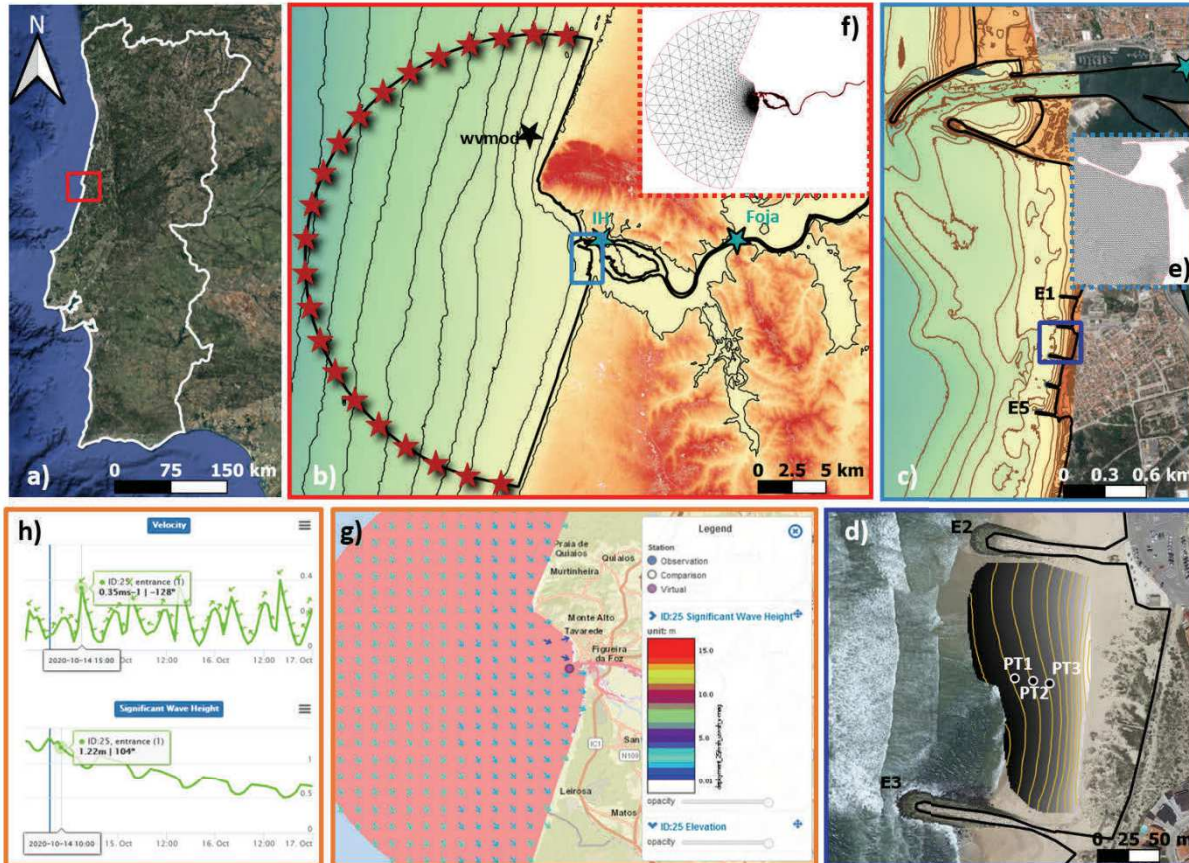 N
a)
0 75 150 km
wvmod
IH
Foja
f)
b)
0 2.5 5 km
E1
e)
E5
c)
0 0.3 0.6 km
h)
Velocity
0.4
ID:25, entrance (1)
0.35ms-1 | -128°
0.2
0
2020-10-14 15:00
Oct
12:00
16. Oct
12:00
17. Oct
Significant Wave Height
ID:25, entrance (1)
1.22m | 104°
1
0.5
0
2020-10-14 10:00
15. Oct
12:00
16. Oct
12:00
17. Oct
g)
Praia de
Quiaios
Quiaios
Murtinheira
Monte Alto
Tavarede
Figueira
da Foz
IC1
N109
San
Leirosa
Matos
Legend
Station
Observation
Comparison
Virtual
ID:25 Significant Wave Height
unit: m
15.0
10.0
5.0
0.01
opacity
ID:25 Elevation
opacity
d)
E2
PT1
PT2
PT3
E3
0 25 50 m